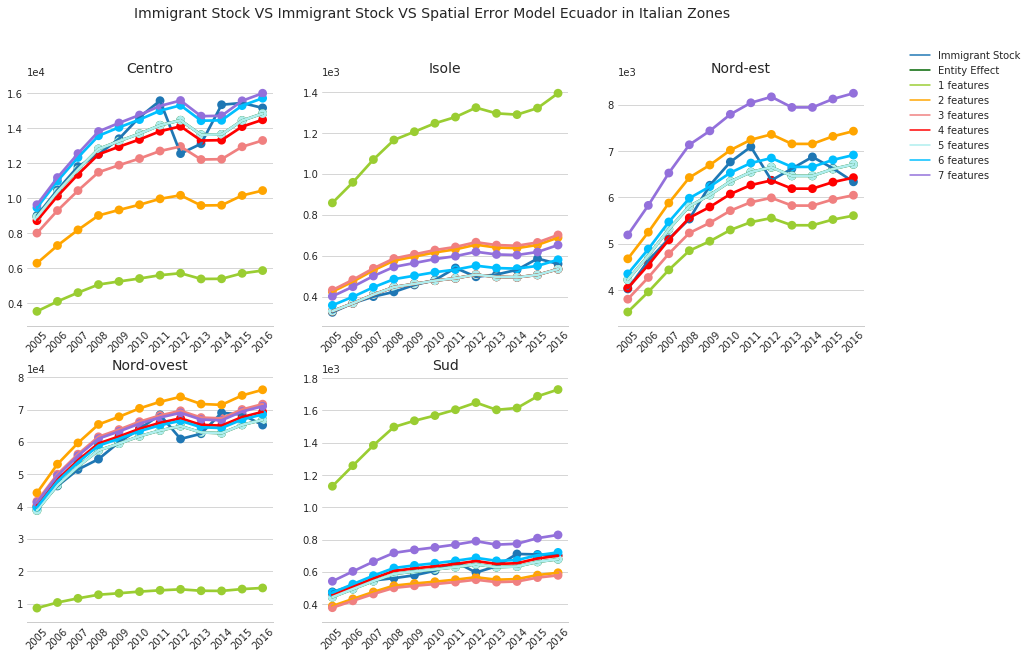 Immigrant Stock VS Immigrant Stock VS Spatial Error Model Ecuador in Italian Zones
Immigrant Stock
Entity Effect
1 features
2 features
3 features
4 features
5 features
6 features
7 features
Centro
1e4
1.6
1.4
1.2
1.0
0.8
0.6
0.4
2005 2006 2007 2008 2009 2010 2011 2012 2013 2014 2015 2016
Isole
1e3
1.4
1.2
1.0
0.8
0.6
0.4
2005 2006 2007 2008 2009 2010 2011 2012 2013 2014 2015 2016
Nord-est
1e3
8
7
6
5
4
2005 2006 2007 2008 2009 2010 2011 2012 2013 2014 2015 2016
Nord-ovest
1e4
8
7
6
5
4
3
2
1
2005 2006 2007 2008 2009 2010 2011 2012 2013 2014 2015 2016
Sud
1e3
1.8
1.6
1.4
1.2
1.0
0.8
0.6
0.4
2005 2006 2007 2008 2009 2010 2011 2012 2013 2014 2015 2016